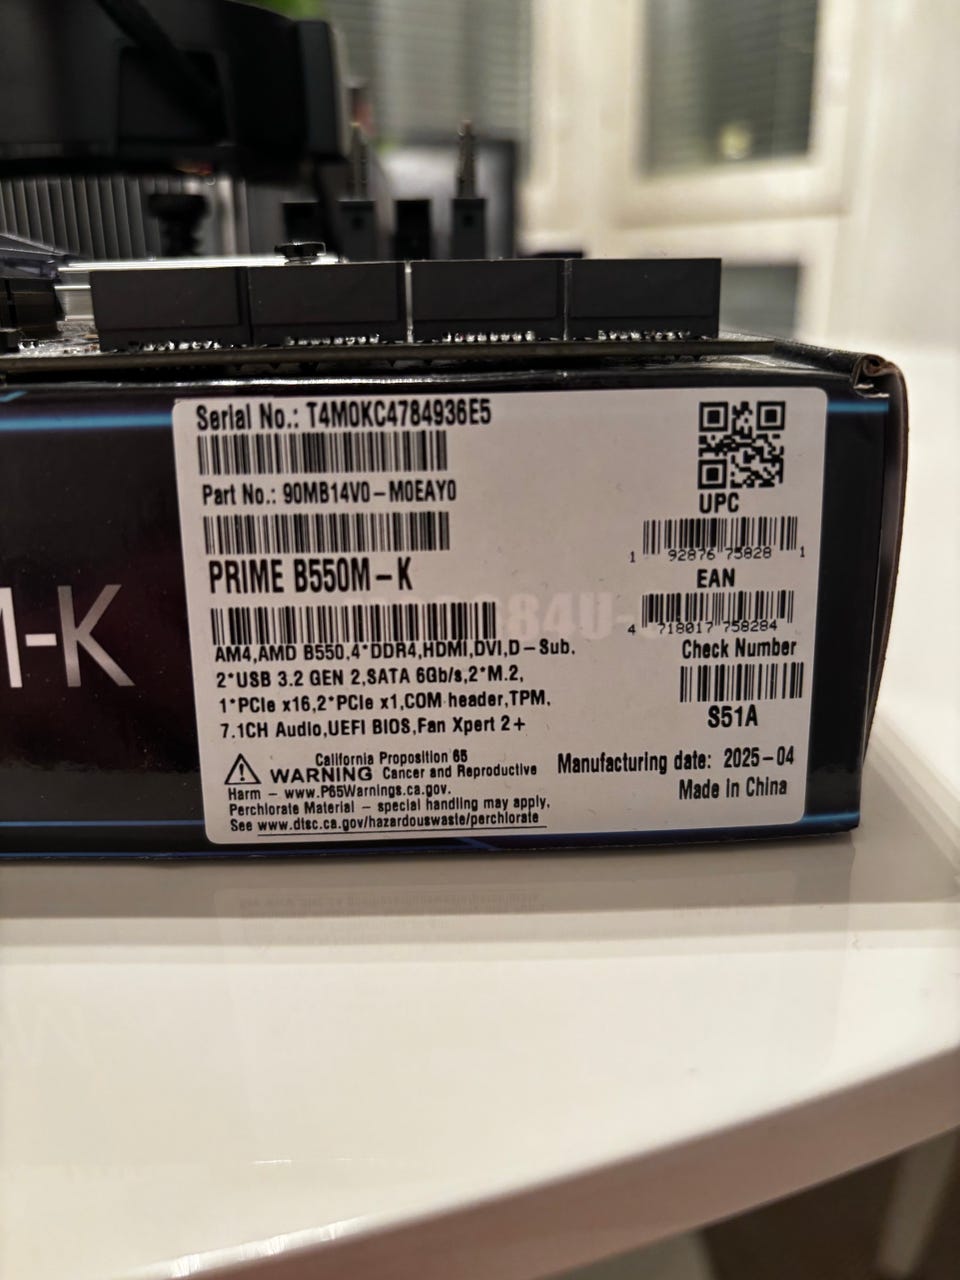 Serial No.: T4M0KC4784936E5
Part No.: 90MB14V0-M0EAY0
PRIME B550M-K
AM4,AMD B550,4*DDR4,HDMI,DVI,D-Sub,
2*USB 3.2 GEN 2,SATA 6Gb/s,2*M.2,
1*PCIe x16,2*PCIe x1,COM header,TPM,
7.1CH Audio,UEFI BIOS,Fan Xpert 2+
California Proposition 65
WARNING Cancer and Reproductive
Harm - www.P65Warnings.ca.gov.
Perchlorate Material - special handling may apply.
See www.dtsc.ca.gov/hazardouswaste/perchlorate
UPC
1 92876 75828 1
EAN
4 718017 758284
Check Number
S51A
Manufacturing date: 2025-04
Made in China
-K